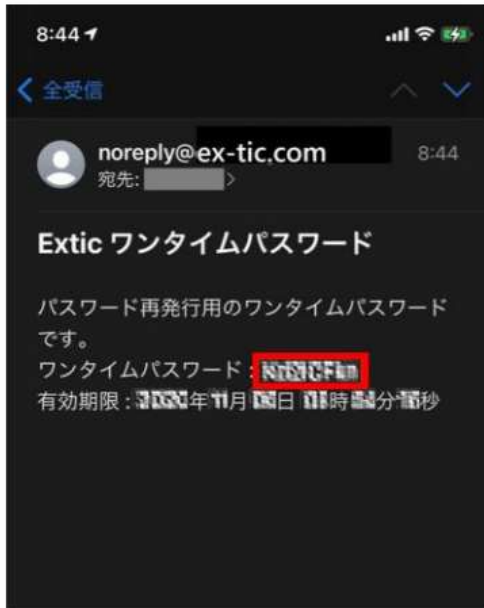 8:44
全受信
noreply@ex-tic.com
8:44
宛先:
Extic ワンタイムパスワード
パスワード再発行用のワンタイムパスワード
です。
ワンタイムパスワード :
有効期限 : 年11月 日 時 分 秒